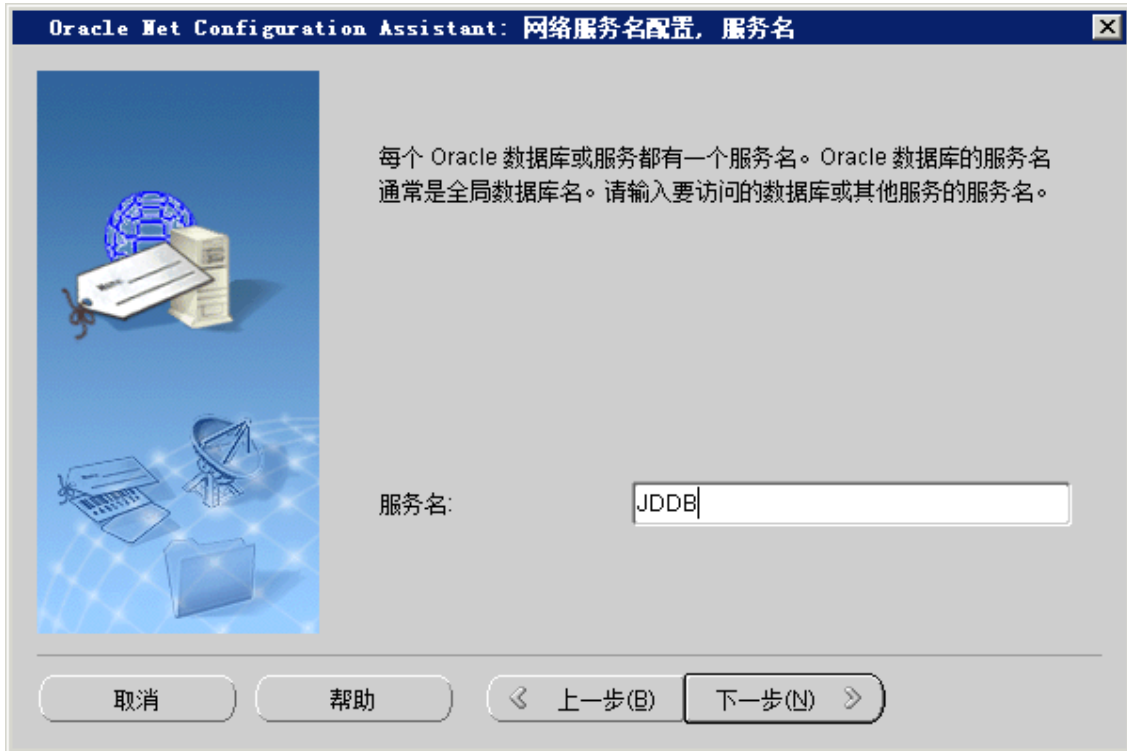 Oracle Net Configuration Assistant: 网络服务名配置, 服务名
每个 Oracle 数据库或服务都有一个服务名。Oracle 数据库的服务名
通常是全局数据库名。请输入要访问的数据库或其他服务的服务名。
服务名:
JDDB
取消
帮助
上一步(B)
下一步(N)